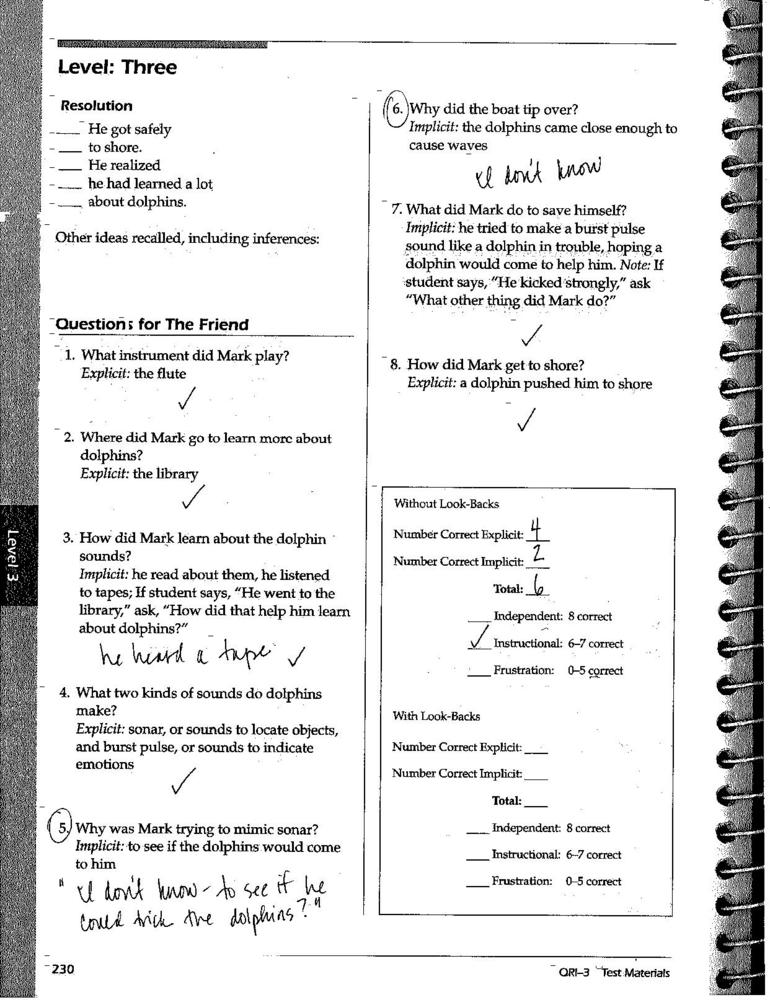 Level: Three
Resolution
____ He got safely
____ to shore.
____ He realized
____ he had learned a lot
____ about dolphins.
Other ideas recalled, including inferences:
Questions for The Friend
1. What instrument did Mark play?
Explicit: the flute
✓
2. Where did Mark go to learn more about
dolphins?
Explicit: the library
✓
3. How did Mark learn about the dolphin
sounds?
Implicit: he read about them, he listened
to tapes; If student says, “He went to the
library,” ask, “How did that help him learn
about dolphins?”
he heard a tape ✓
4. What two kinds of sounds do dolphins
make?
Explicit: sonar, or sounds to locate objects,
and burst pulse, or sounds to indicate
emotions
✓
5. Why was Mark trying to mimic sonar?
Implicit: to see if the dolphins would come
to him
"I don't know - to see if he
could trick the dolphins?"
6. Why did the boat tip over?
Implicit: the dolphins came close enough to
cause waves
I don't know
7. What did Mark do to save himself?
Implicit: he tried to make a burst pulse
sound like a dolphin in trouble, hoping a
dolphin would come to help him. Note: If
student says, “He kicked strongly,” ask
“What other thing did Mark do?”
✓
8. How did Mark get to shore?
Explicit: a dolphin pushed him to shore
✓
Without Look-Backs
Number Correct Explicit: 4
Number Correct Implicit: 2
Total: 6
____ Independent: 8 correct
✓ Instructional: 6–7 correct
____ Frustration: 0–5 correct
With Look-Backs
Number Correct Explicit: ____
Number Correct Implicit: ____
Total: ____
____ Independent: 8 correct
____ Instructional: 6–7 correct
____ Frustration: 0–5 correct
Level 3
230
QRI–3 Test Materials